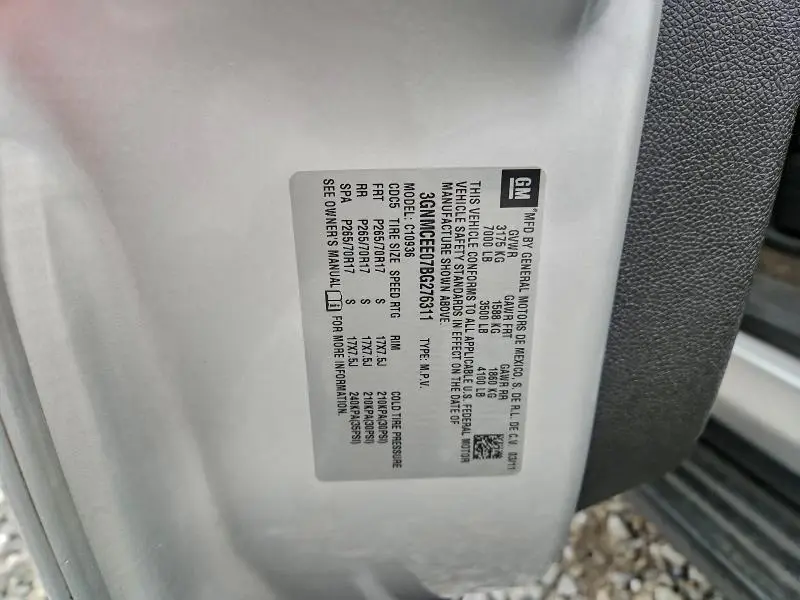 GM MFD BY GENERAL MOTORS DE MEXICO, S. DE R.L. DE C.V. 03/11
GVWR GAWR FRT GAWR RR
3175 KG 1588 KG 1860 KG
7000 LB 3500 LB 4100 LB
THIS VEHICLE CONFORMS TO ALL APPLICABLE U.S. FEDERAL MOTOR
VEHICLE SAFETY STANDARDS IN EFFECT ON THE DATE OF
MANUFACTURE SHOWN ABOVE.
3GNMCEE07BG276311 TYPE: M.P.V.
MODEL: C10936
CDC5 TIRE SIZE SPEED RTG RIM COLD TIRE PRESSURE
FRT P265/70R17 S 17X7.5J 210KPA(30PSI)
RR P265/70R17 S 17X7.5J 210KPA(30PSI)
SPA P265/70R17 S 17X7.5J 240KPA(35PSI)
SEE OWNER'S MANUAL i FOR MORE INFORMATION.